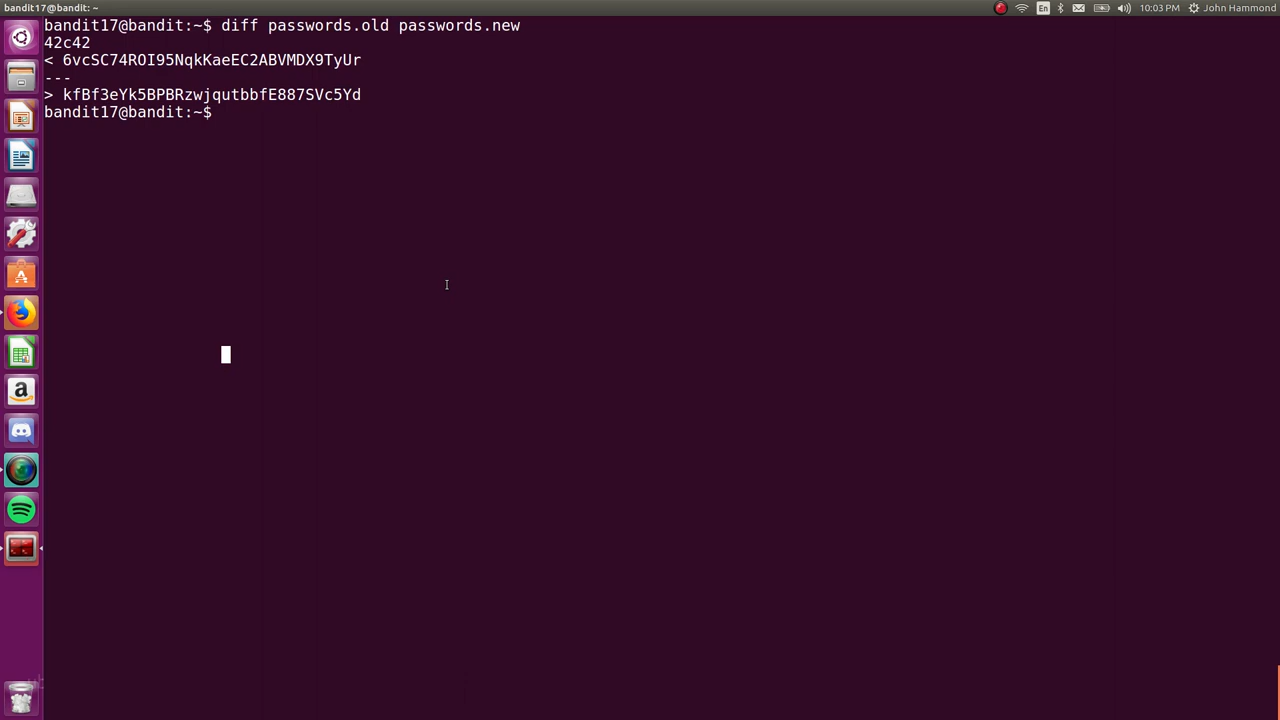 bandit17@bandit: ~
En
10:03 PM
John Hammond
bandit17@bandit:~$ diff passwords.old passwords.new
42c42
< 6vcSC74ROI95NqkKaeEC2ABVMDX9TyUr
---
> kfBf3eYk5BPBRzwjqutbbfE887SVc5Yd
bandit17@bandit:~$